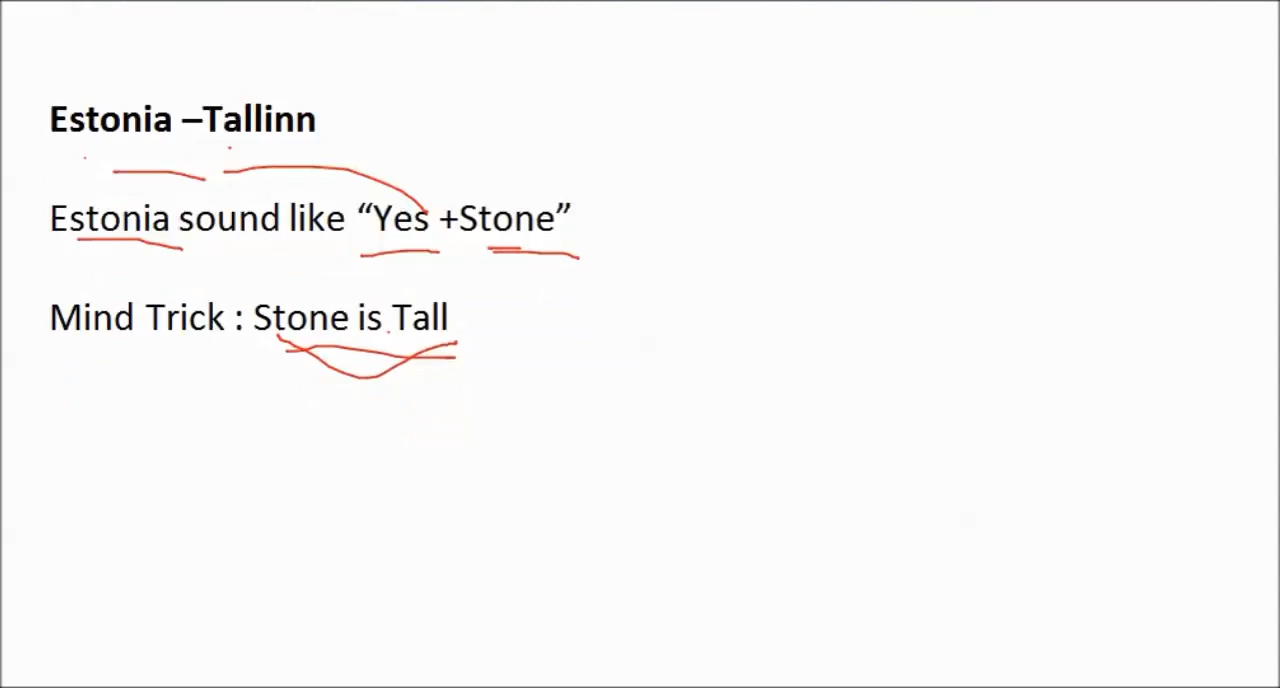 Estonia –Tallinn
Estonia sound like “Yes +Stone”
Mind Trick : Stone is Tall